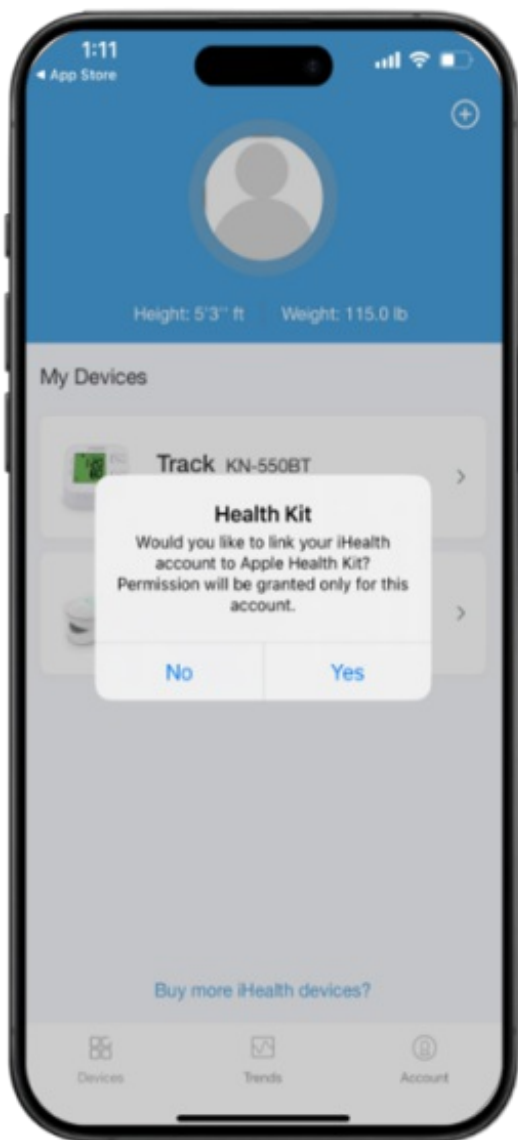 1:11
◀ App Store
Height: 5'3'' ft Weight: 115.0 lb
My Devices
Track KN-550BT
Health Kit
Would you like to link your iHealth
account to Apple Health Kit?
Permission will be granted only for this
account.
No Yes
Buy more iHealth devices?
Devices Trends Account